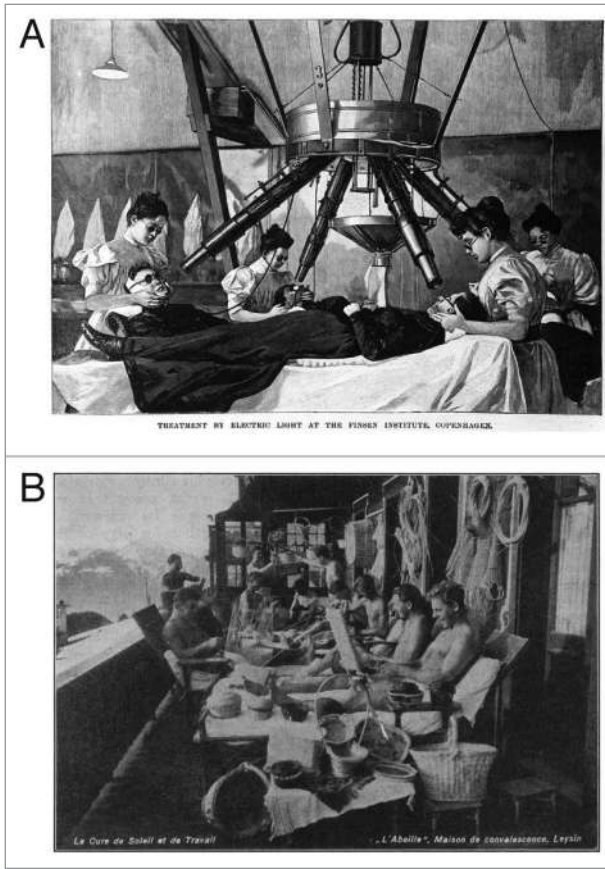 A
TREATMENT BY ELECTRIC LIGHT AT THE FINSEN INSTITUTE, COPENHAGEN.
B
La Cure de Soleil et de Travail
„L'Abeille", Maison de convalescence, Leysin